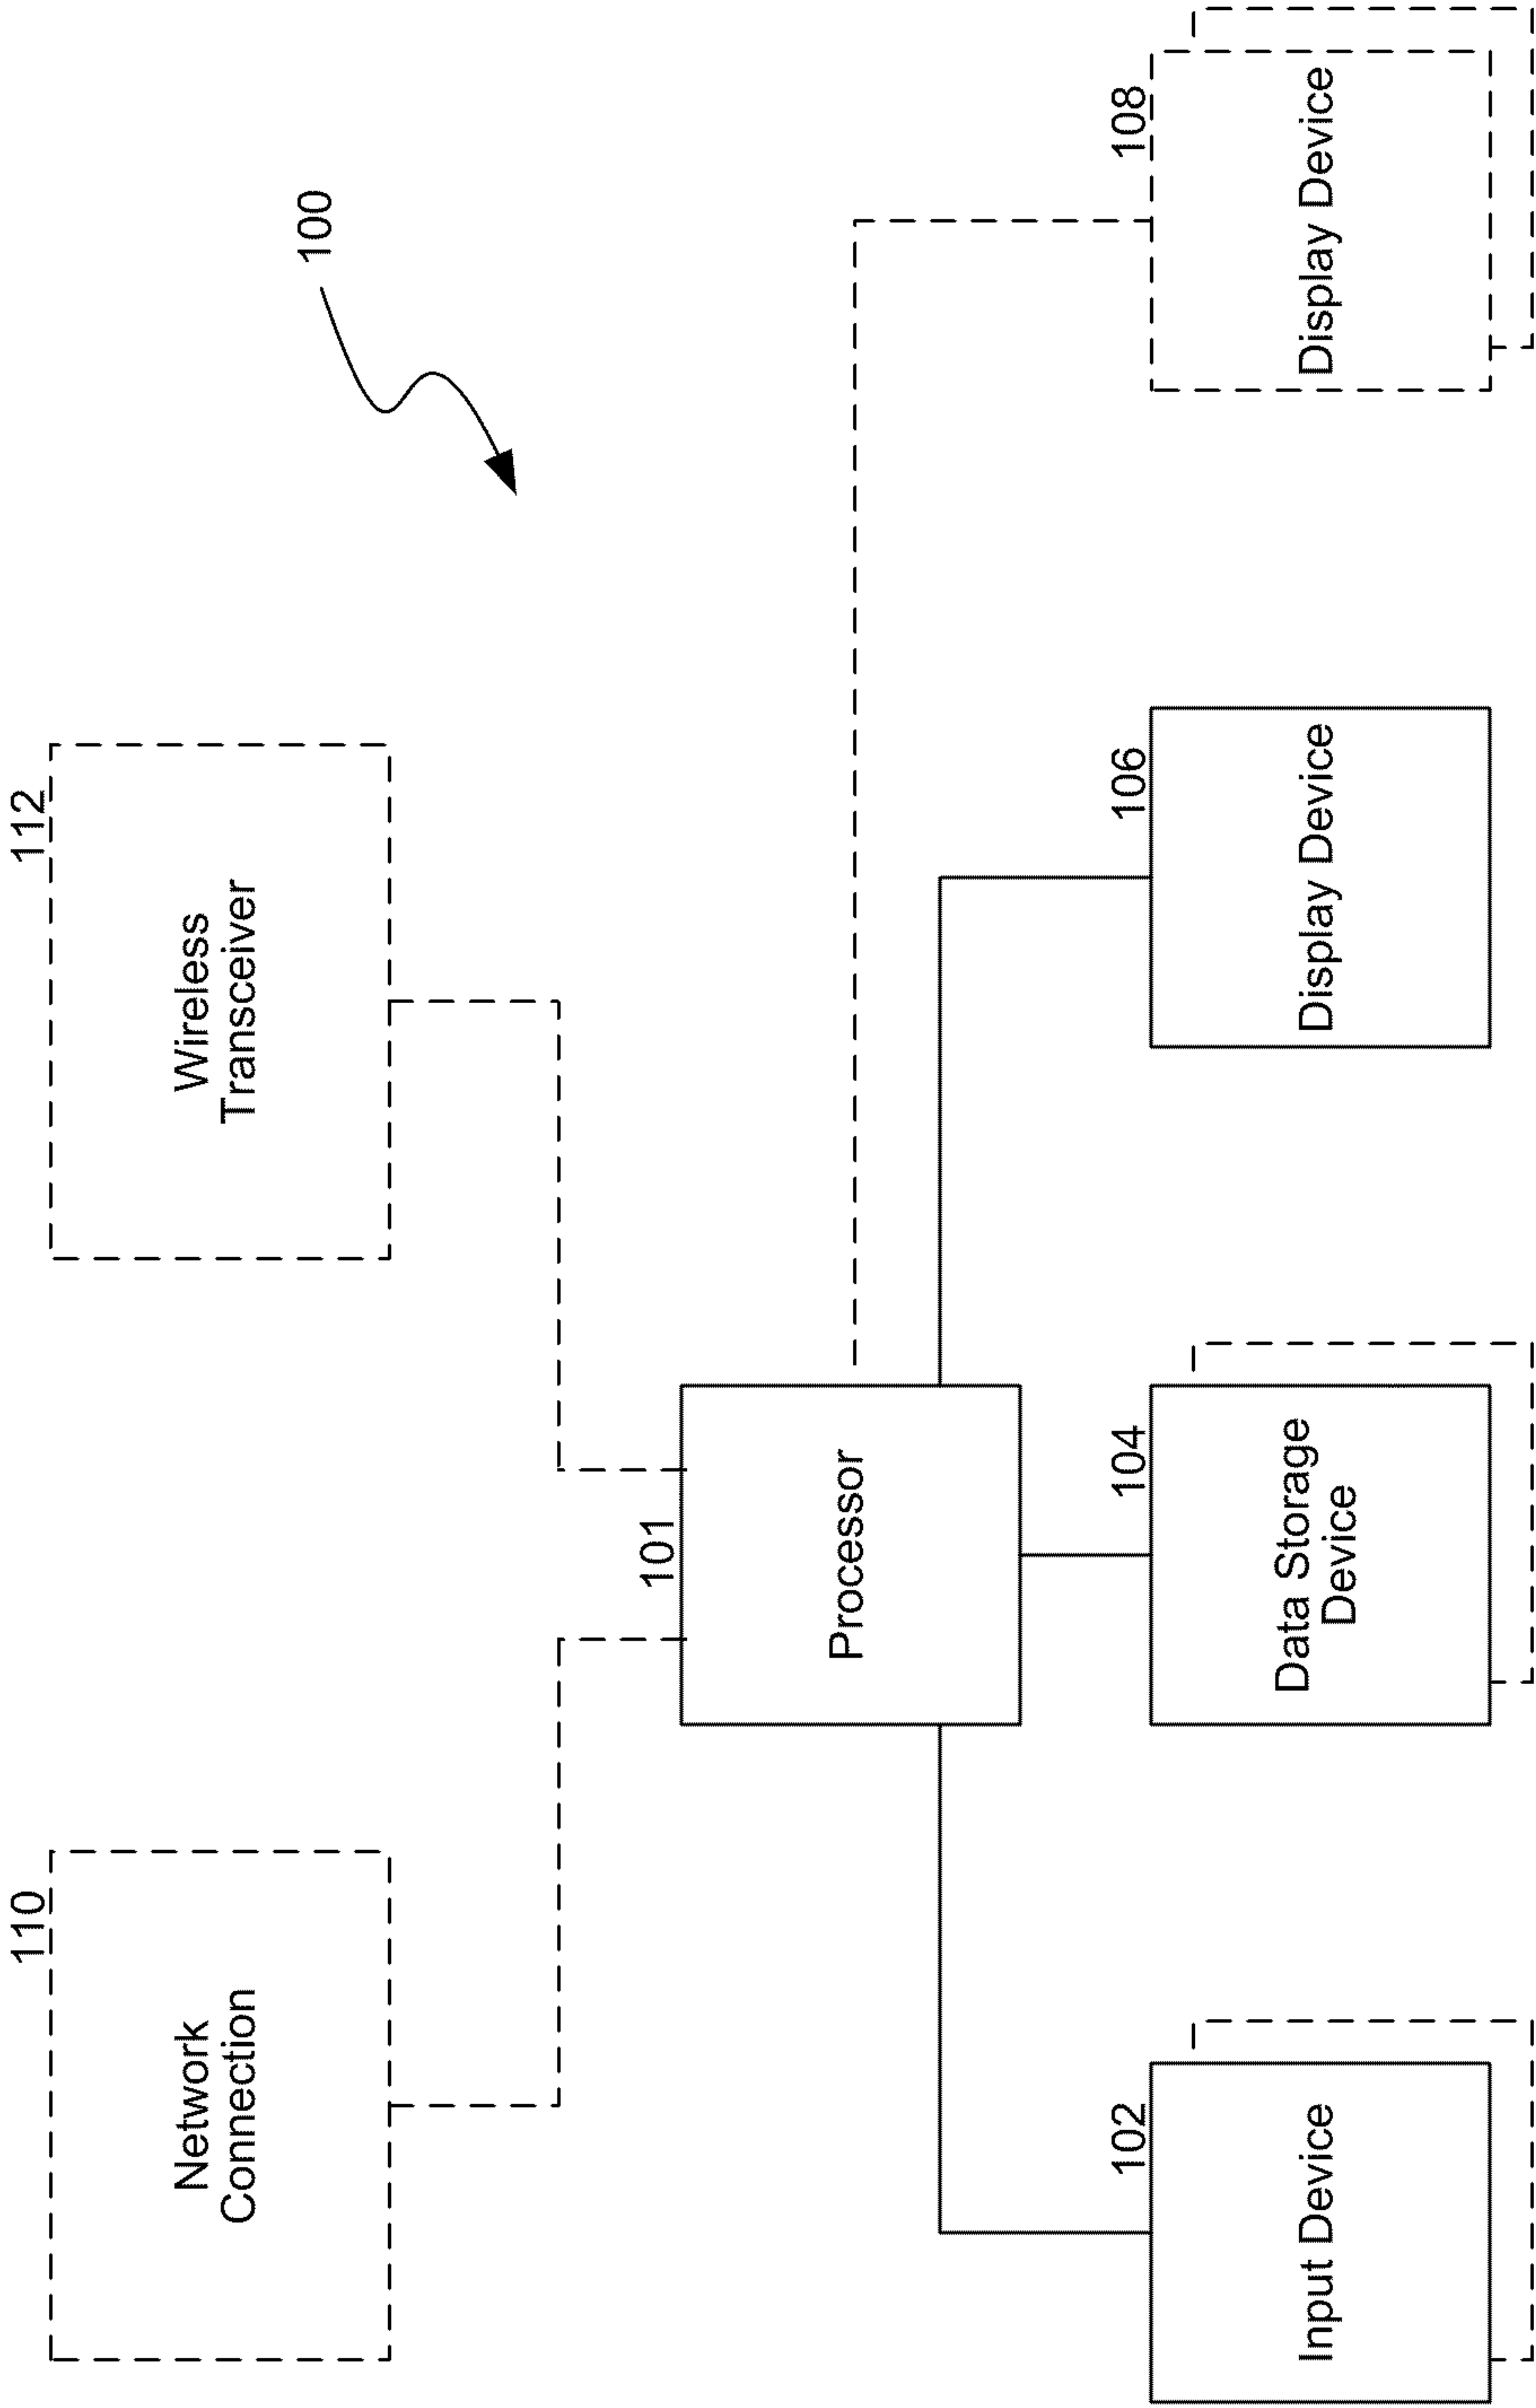 110
Network
Connection
112
Wireless
Transceiver
100
101
Processor
102
Input Device
104
Data Storage
Device
106
Display Device
108
Display Device